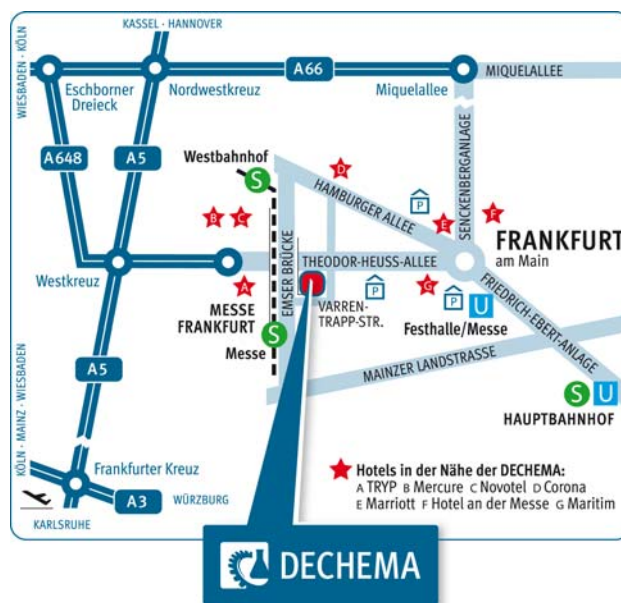 KASSEL - HANNOVER
WIESBADEN - KÖLN
A66
Eschborner
Dreieck
Nordwestkreuz
Miquelallee
MIQUELALLEE
A648
A5
Westbahnhof
S
D
HAMBURGER ALLEE
SENCKENBERGANLAGE
P
B
C
E
F
FRANKFURT
am Main
Westkreuz
THEODOR-HEUSS-ALLEE
EMSER BRÜCKE
A
G
P
P
U
MESSE
FRANKFURT
VARREN-
TRAPP-STR.
Festhalle/Messe
FRIEDRICH-EBERT-ANLAGE
S
Messe
A5
MAINZER LANDSTRASSE
S
U
HAUPTBAHNHOF
KÖLN - MAINZ - WIESBADEN
Frankfurter Kreuz
A3
WÜRZBURG
KARLSRUHE
Hotels in der Nähe der DECHEMA:
A TRYP B Mercure C Novotel D Corona
E Marriott F Hotel an der Messe G Maritim
DECHEMA